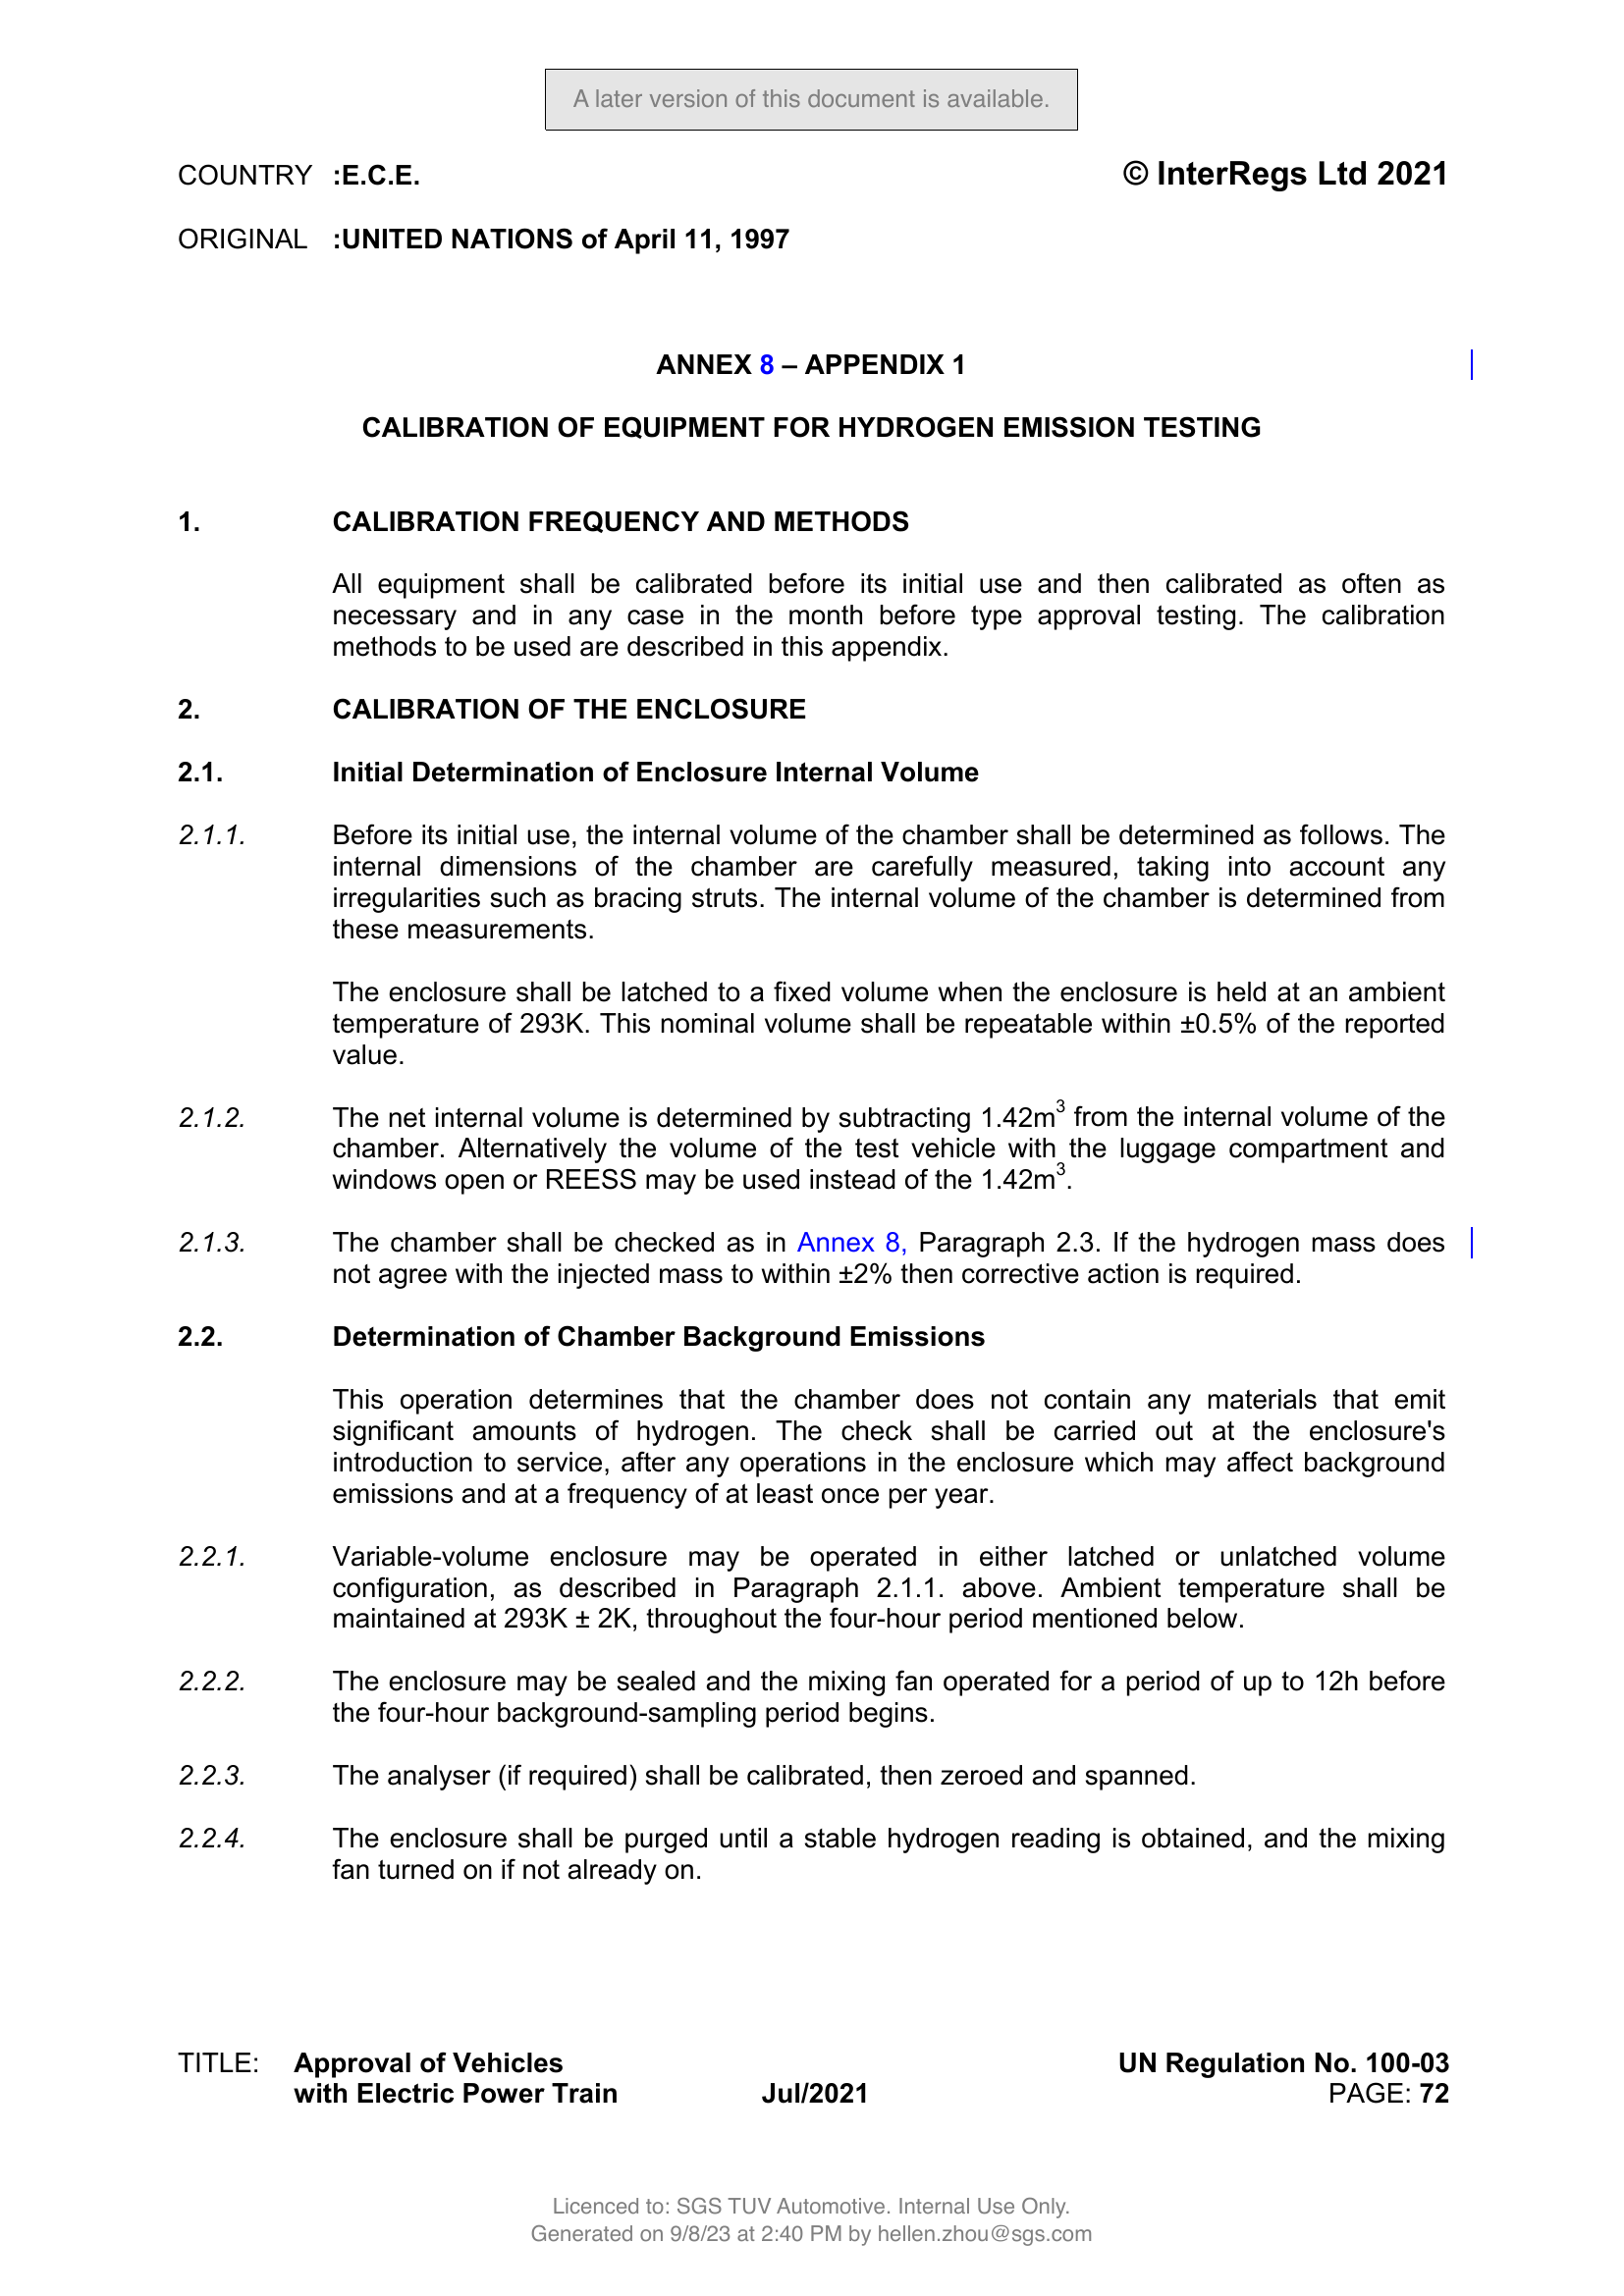 A later version of this document is available.
COUNTRY :E.C.E. © InterRegs Ltd 2021
ORIGINAL :UNITED NATIONS of April 11, 1997
ANNEX 8 – APPENDIX 1
CALIBRATION OF EQUIPMENT FOR HYDROGEN EMISSION TESTING
1. CALIBRATION FREQUENCY AND METHODS
All equipment shall be calibrated before its initial use and then calibrated as often as
necessary and in any case in the month before type approval testing. The calibration
methods to be used are described in this appendix.
2. CALIBRATION OF THE ENCLOSURE
2.1. Initial Determination of Enclosure Internal Volume
2.1.1. Before its initial use, the internal volume of the chamber shall be determined as follows. The
internal dimensions of the chamber are carefully measured, taking into account any
irregularities such as bracing struts. The internal volume of the chamber is determined from
these measurements.
The enclosure shall be latched to a fixed volume when the enclosure is held at an ambient
temperature of 293K. This nominal volume shall be repeatable within ±0.5% of the reported
value.
2.1.2. The net internal volume is determined by subtracting 1.42m³ from the internal volume of the
chamber. Alternatively the volume of the test vehicle with the luggage compartment and
windows open or REESS may be used instead of the 1.42m³.
2.1.3. The chamber shall be checked as in Annex 8, Paragraph 2.3. If the hydrogen mass does
not agree with the injected mass to within ±2% then corrective action is required.
2.2. Determination of Chamber Background Emissions
This operation determines that the chamber does not contain any materials that emit
significant amounts of hydrogen. The check shall be carried out at the enclosure's
introduction to service, after any operations in the enclosure which may affect background
emissions and at a frequency of at least once per year.
2.2.1. Variable-volume enclosure may be operated in either latched or unlatched volume
configuration, as described in Paragraph 2.1.1. above. Ambient temperature shall be
maintained at 293K ± 2K, throughout the four-hour period mentioned below.
2.2.2. The enclosure may be sealed and the mixing fan operated for a period of up to 12h before
the four-hour background-sampling period begins.
2.2.3. The analyser (if required) shall be calibrated, then zeroed and spanned.
2.2.4. The enclosure shall be purged until a stable hydrogen reading is obtained, and the mixing
fan turned on if not already on.
TITLE: Approval of Vehicles UN Regulation No. 100-03
with Electric Power Train Jul/2021 PAGE: 72
Licenced to: SGS TUV Automotive. Internal Use Only.
Generated on 9/8/23 at 2:40 PM by hellen.zhou@sgs.com